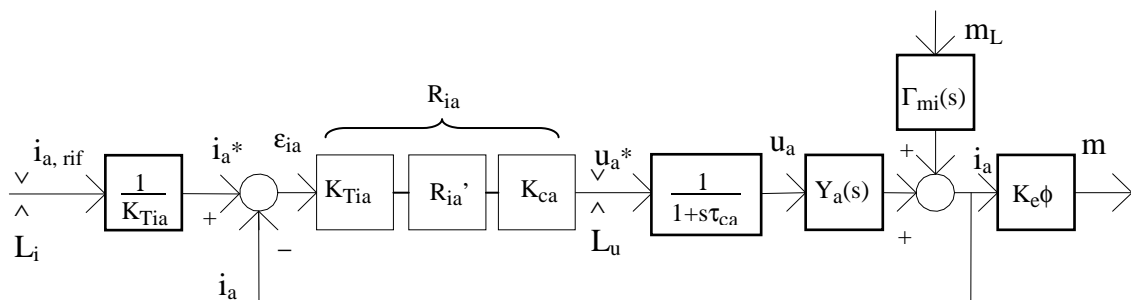 m_L
Γ_mi(s)
R_ia
i_a, rif
i_a*
ε_ia
u_a*
u_a
+
i_a
m
1
K_Tia
K_Tia
R_ia’
K_ca
1
1+sτ_ca
Y_a(s)
K_eϕ
+
−
+
L_i
L_u
i_a